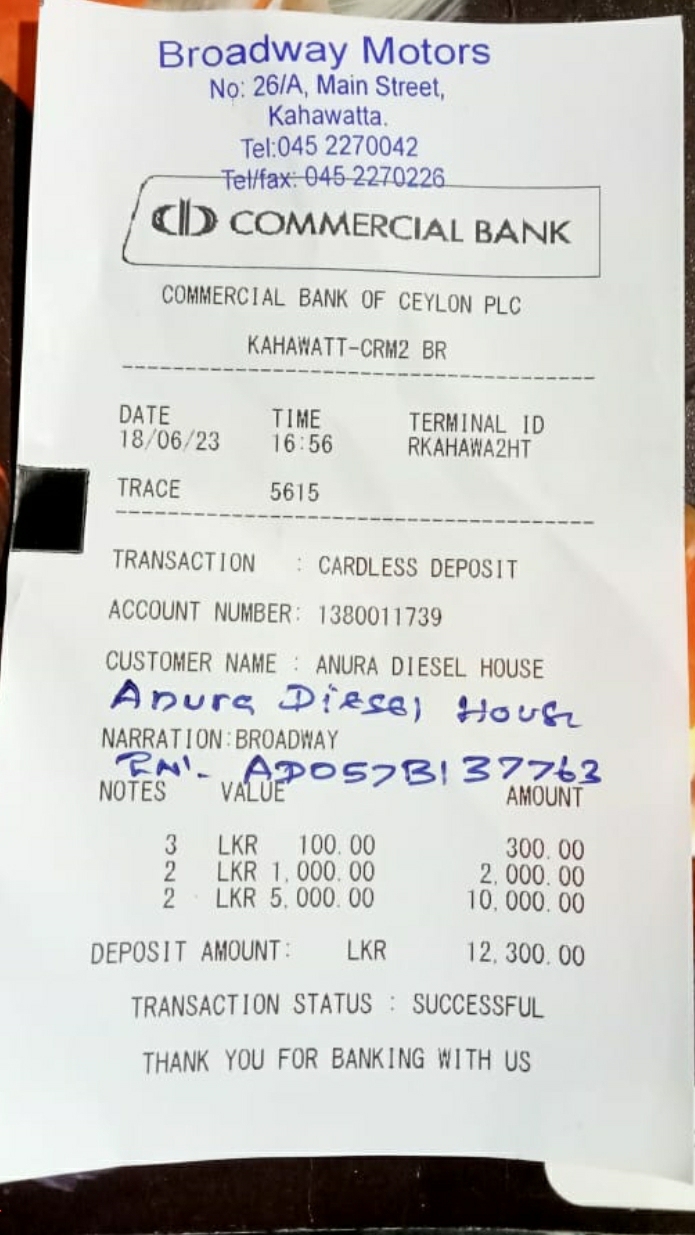 Broadway Motors
No: 26/A, Main Street,
Kahawatta.
Tel:045 2270042
Tel/fax: 045 2270226
COMMERCIAL BANK
COMMERCIAL BANK OF CEYLON PLC
KAHAWATT-CRM2 BR
DATE TIME TERMINAL ID
18/06/23 16:56 RKAHAWA2HT
TRACE 5615
TRANSACTION : CARDLESS DEPOSIT
ACCOUNT NUMBER: 1380011739
CUSTOMER NAME : ANURA DIESEL HOUSE
Anura Diesel House
NARRATION:BROADWAY
AD057B137763
NOTES VALUE AMOUNT
3 LKR 100.00 300.00
2 LKR 1,000.00 2,000.00
2 LKR 5,000.00 10,000.00
DEPOSIT AMOUNT: LKR 12,300.00
TRANSACTION STATUS : SUCCESSFUL
THANK YOU FOR BANKING WITH US